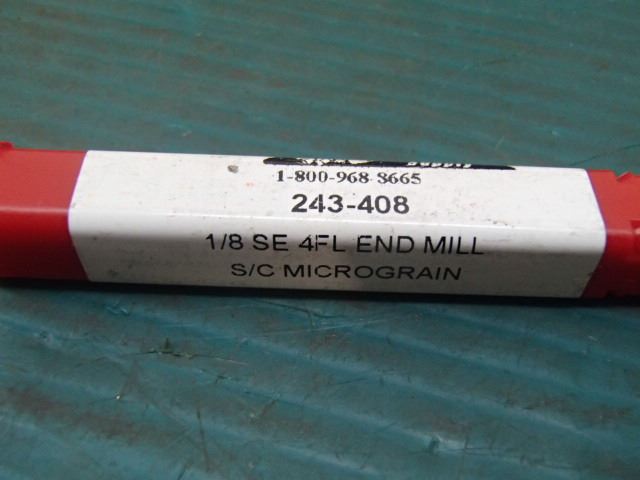 1-800-968-8665
243-408
1/8 SE 4FL END MILL
S/C MICROGRAIN